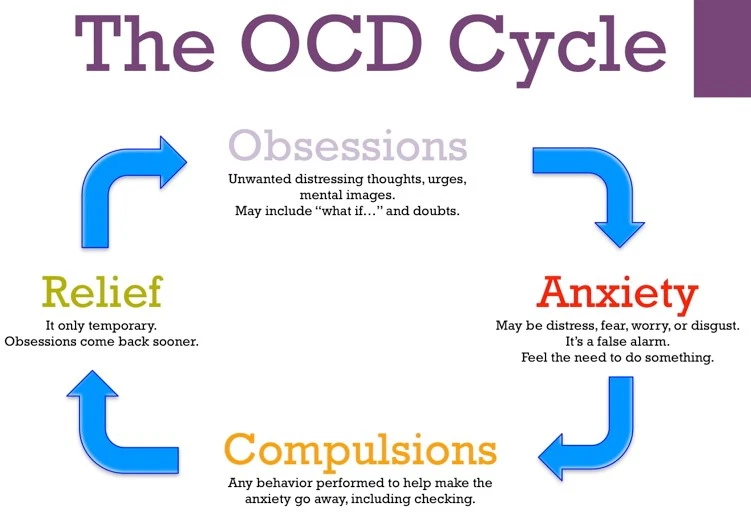 The OCD Cycle
Obsessions
Unwanted distressing thoughts, urges,
mental images.
May include “what if…” and doubts.
Anxiety
May be distress, fear, worry, or disgust.
It’s a false alarm.
Feel the need to do something.
Compulsions
Any behavior performed to help make the
anxiety go away, including checking.
Relief
It only temporary.
Obsessions come back sooner.